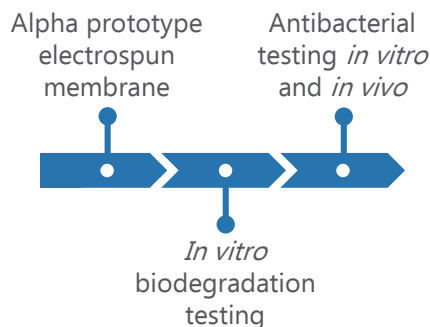 Alpha prototype
electrospun
membrane
Antibacterial
testing in vitro
and in vivo
In vitro
biodegradation
testing